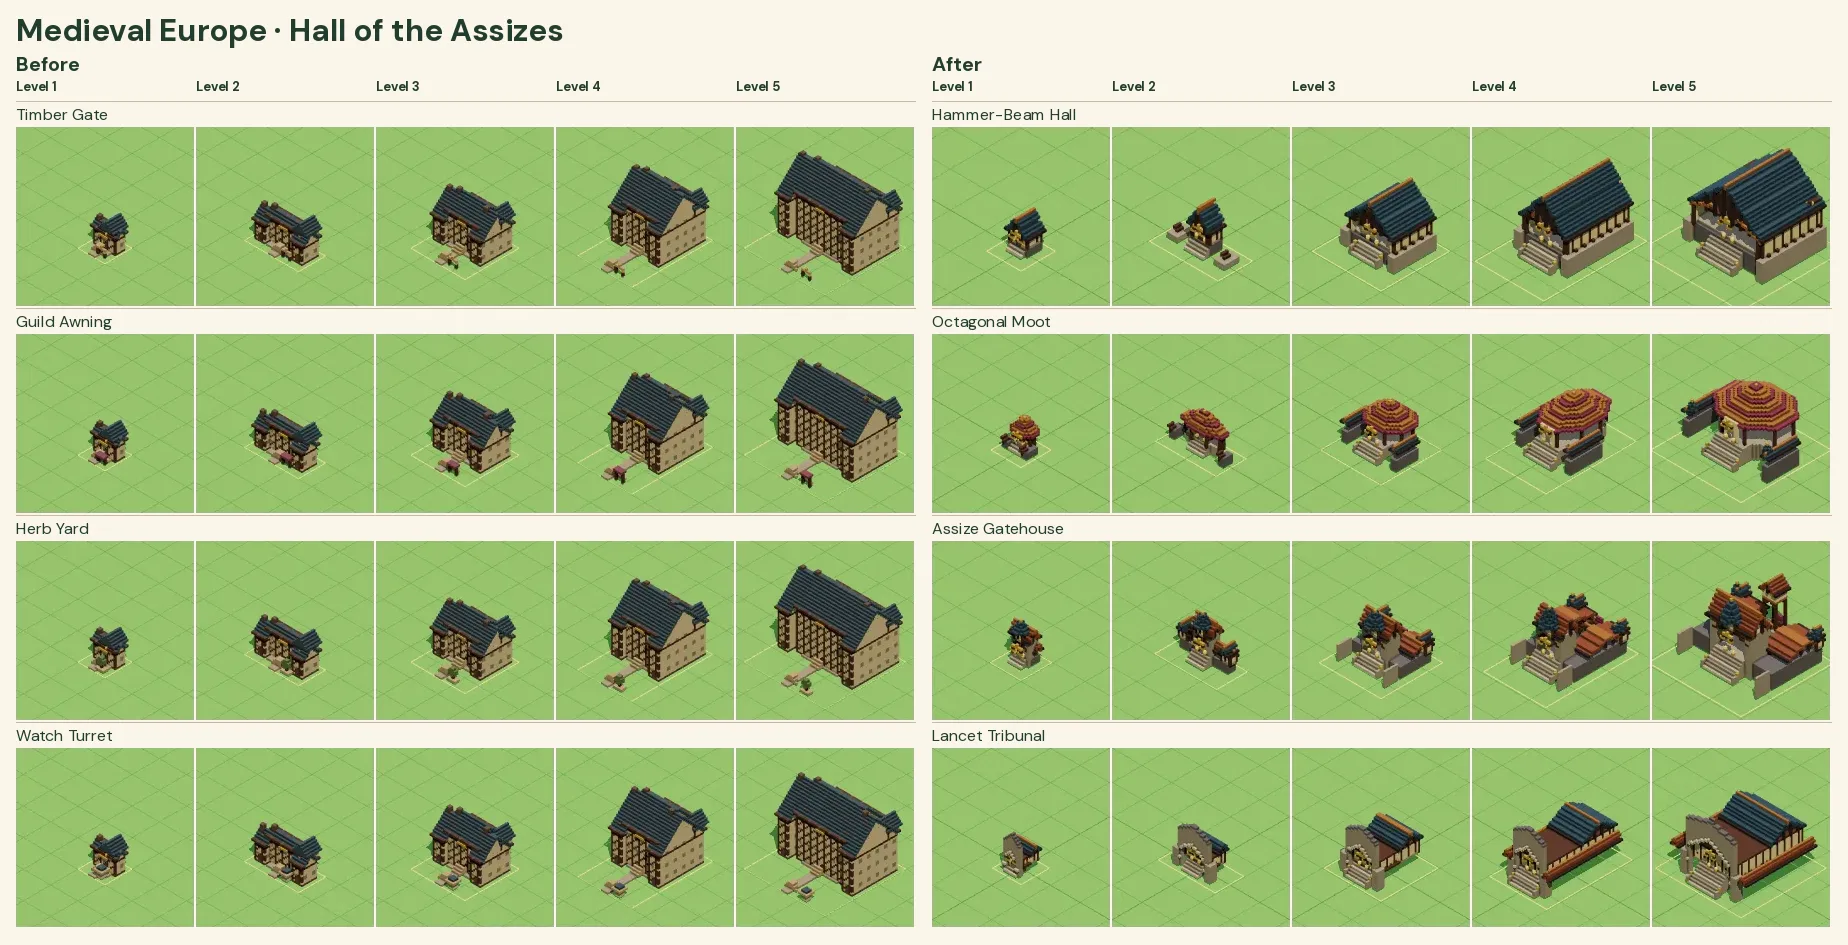 Medieval Europe · Hall of the Assizes
Before
Level 1 Level 2 Level 3 Level 4 Level 5
Timber Gate
Guild Awning
Herb Yard
Watch Turret
After
Level 1 Level 2 Level 3 Level 4 Level 5
Hammer-Beam Hall
Octagonal Moot
Assize Gatehouse
Lancet Tribunal